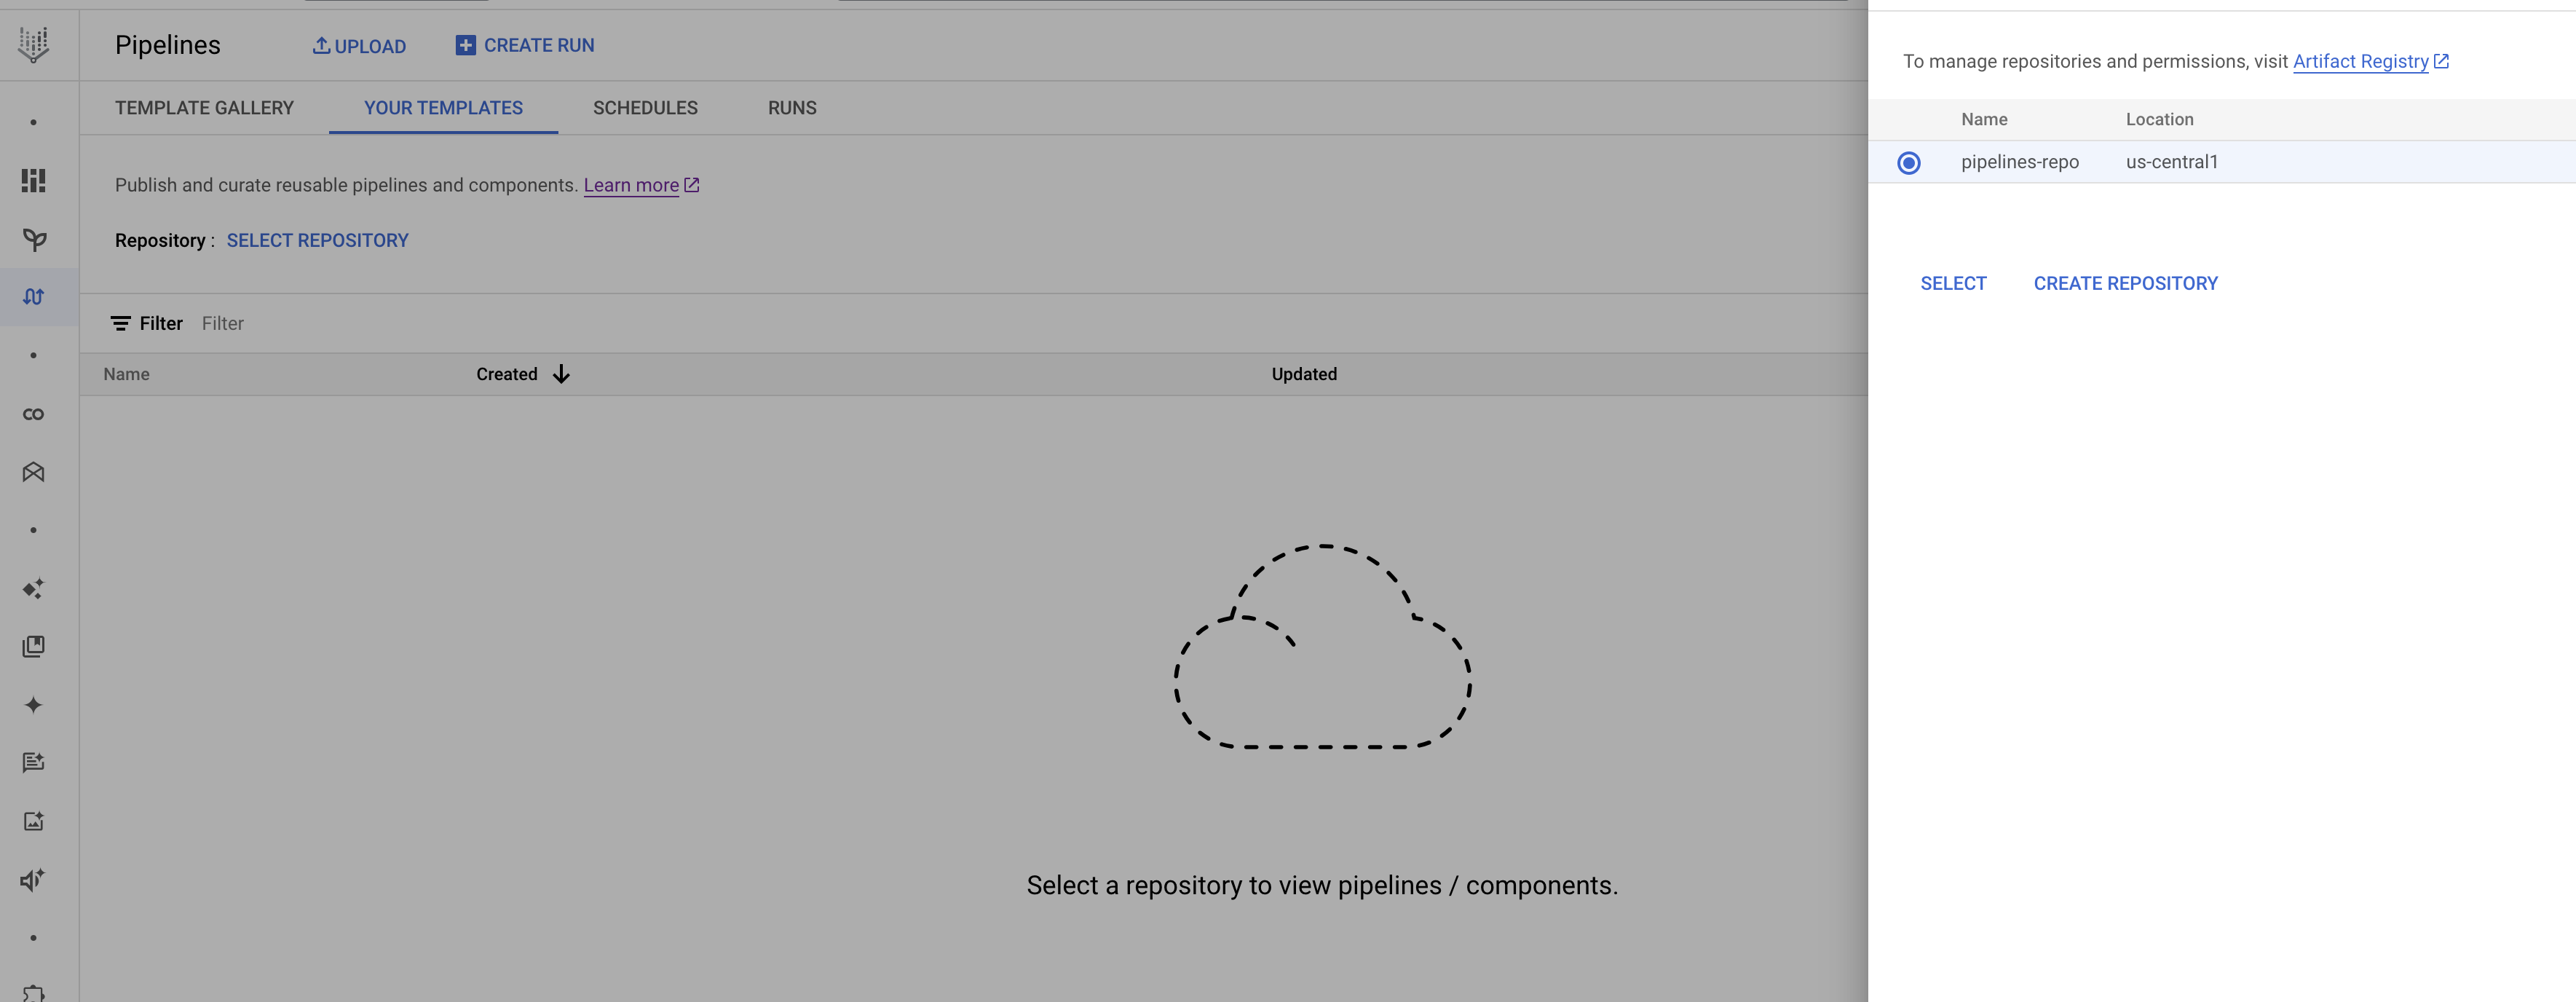 Pipelines
UPLOAD
CREATE RUN
TEMPLATE GALLERY
YOUR TEMPLATES
SCHEDULES
RUNS
Publish and curate reusable pipelines and components. Learn more
Repository : SELECT REPOSITORY
Filter Filter
Name
Created
Updated
Select a repository to view pipelines / components.
To manage repositories and permissions, visit Artifact Registry
Name Location
pipelines-repo us-central1
SELECT
CREATE REPOSITORY